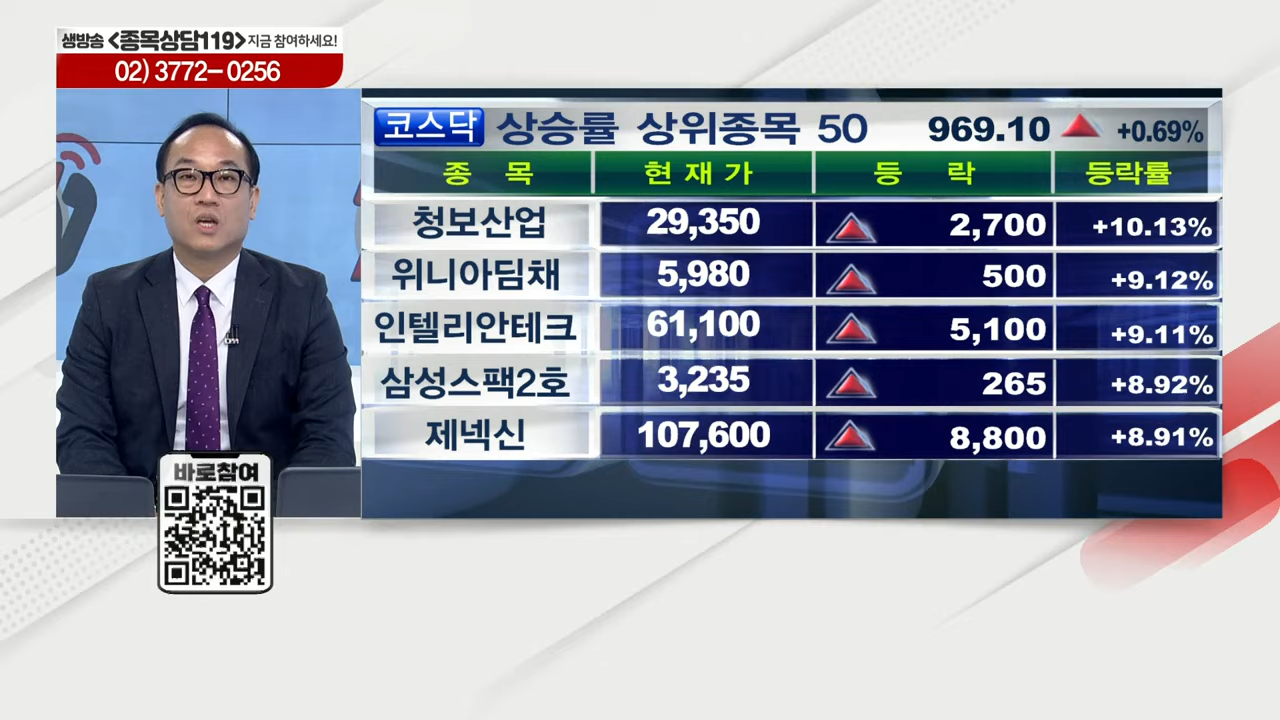 생방송 <종목상담119> 지금 참여하세요!
02) 3772-0256
코스닥 상승률 상위종목 50 969.10 +0.69%
종 목 현 재 가 등 락 등락률
청보산업 29,350 2,700 +10.13%
위니아딤채 5,980 500 +9.12%
인텔리안테크 61,100 5,100 +9.11%
삼성스팩2호 3,235 265 +8.92%
제넥신 107,600 8,800 +8.91%
바로참여